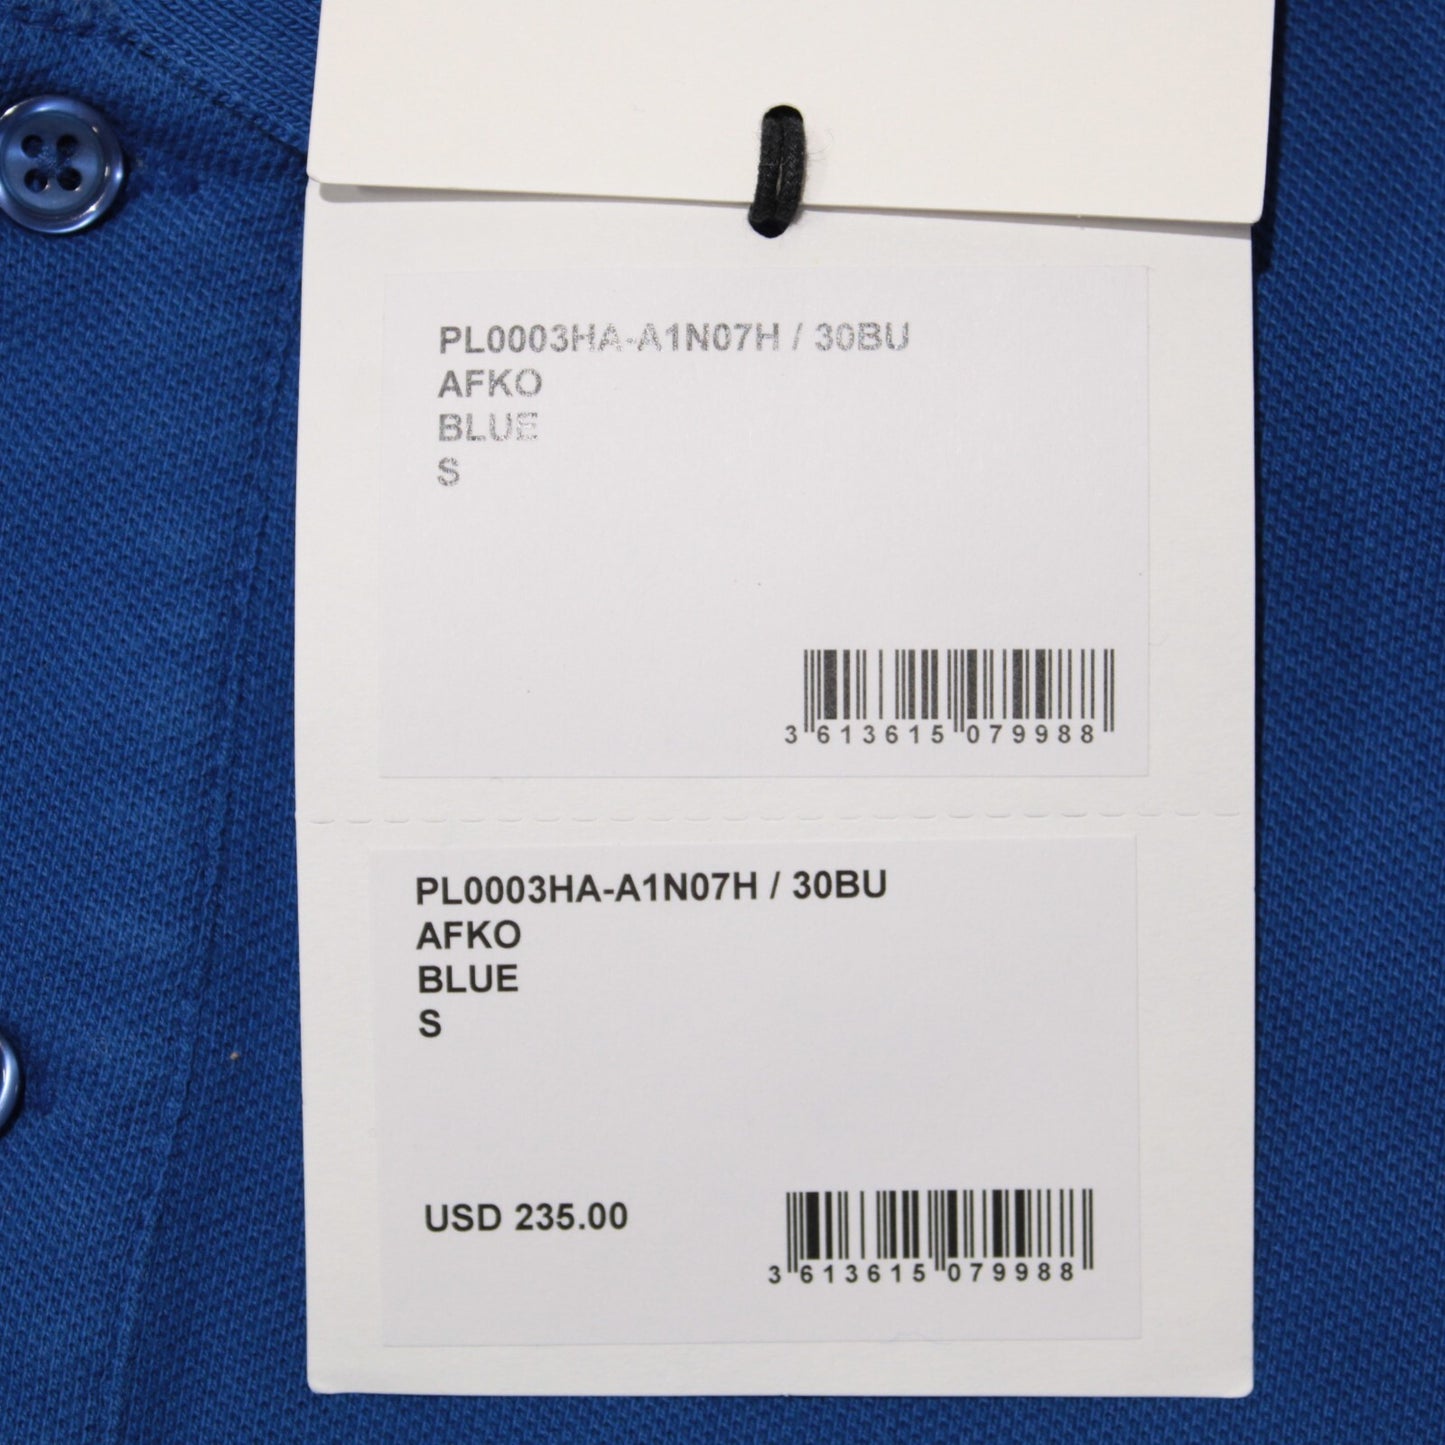 PL0003HA-A1N07H / 30BU
AFKO
BLUE
S
3 613615 079988
PL0003HA-A1N07H / 30BU
AFKO
BLUE
S
USD 235.00
3 613615 079988